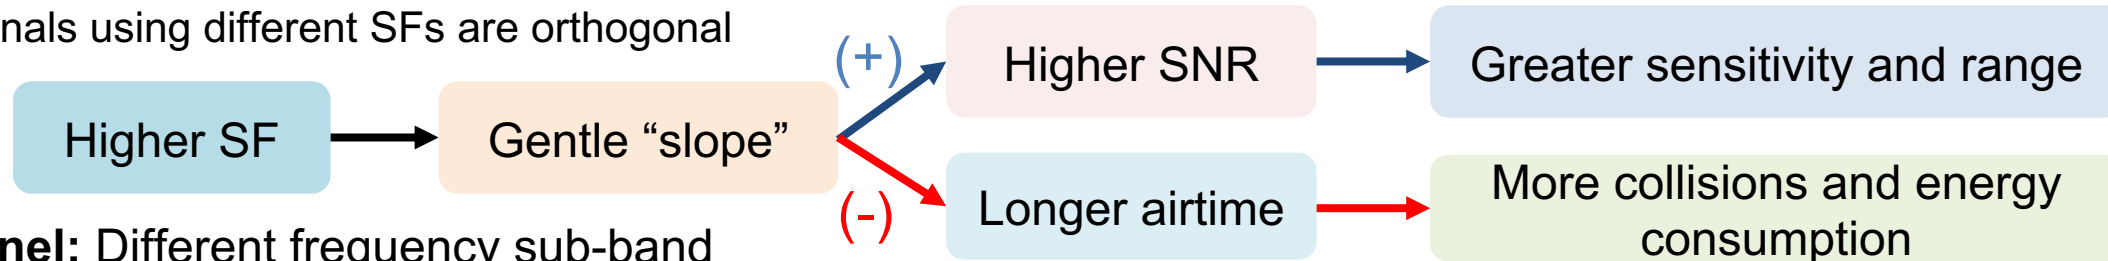 nals using different SFs are orthogonal
Higher SF
Gentle “slope”
(+)
Higher SNR
Greater sensitivity and range
(-)
Longer airtime
More collisions and energy
consumption
nel: Different frequency sub-band